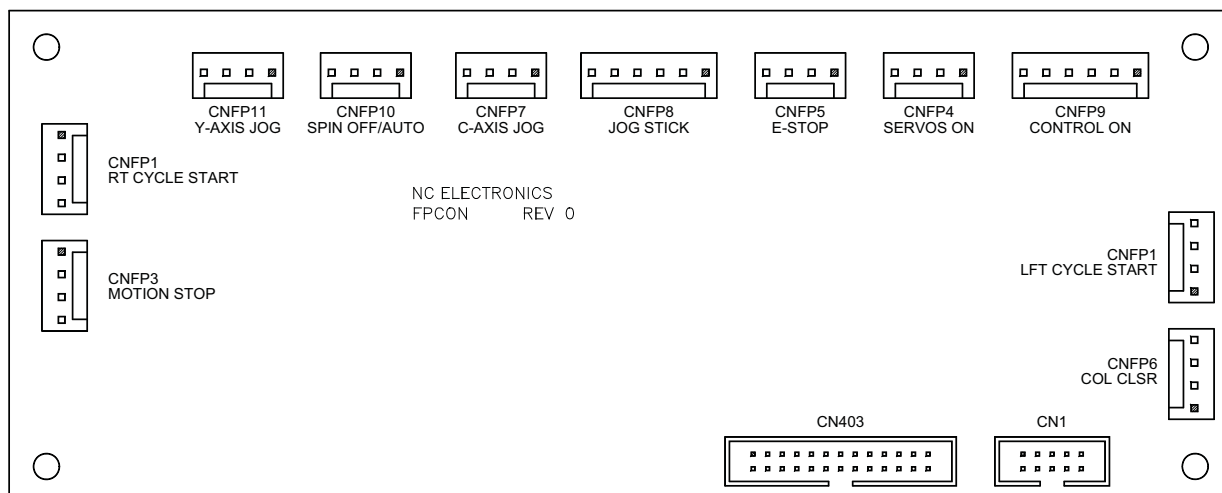 CNFP11
Y-AXIS JOG
CNFP10
SPIN OFF/AUTO
CNFP7
C-AXIS JOG
CNFP8
JOG STICK
CNFP5
E-STOP
CNFP4
SERVOS ON
CNFP9
CONTROL ON
CNFP1
RT CYCLE START
NC ELECTRONICS
FPCON REV 0
CNFP3
MOTION STOP
CNFP1
LFT CYCLE START
CNFP6
COL CLSR
CN403
CN1